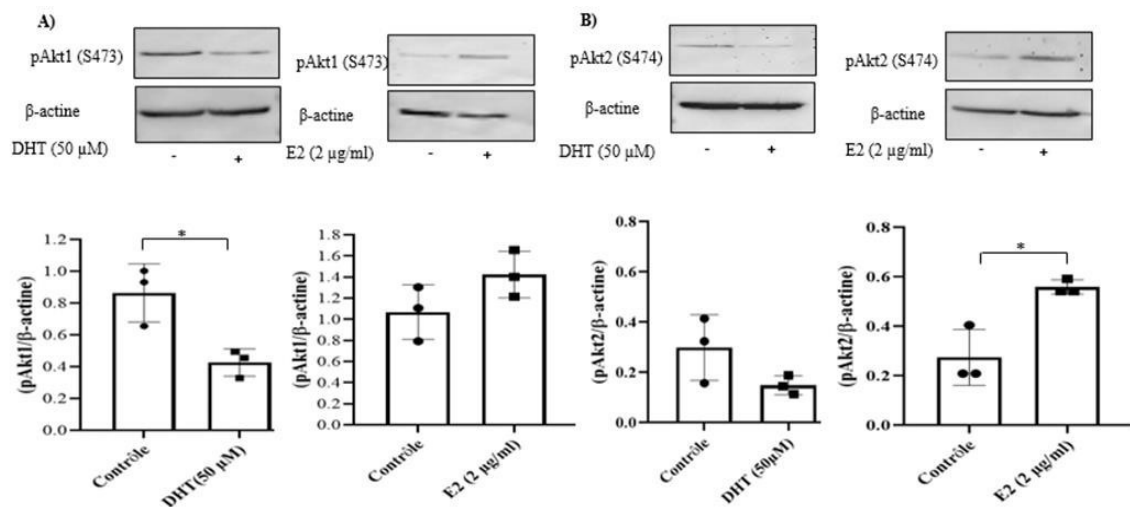 A)
pAkt1 (S473)
β-actine
DHT (50 µM)
-
+
pAkt1 (S473)
β-actine
E2 (2 µg/ml)
-
+
B)
pAkt2 (S474)
β-actine
DHT (50 µM)
-
+
pAkt2 (S474)
β-actine
E2 (2 µg/ml)
-
+
(pAkt1/β-actine)
1.2
1.0
0.8
0.6
0.4
0.2
0.0
*
Contrôle
DHT(50 µM)
(pAkt1/β-actine)
1.8
1.6
1.4
1.2
1.0
1.4
0.6
0.4
0.2
0.0
Contrôle
E2 (2 µg/ml)
(pAkt2/β-actine)
0.8
0.6
0.4
0.2
0.0
Contrôle
DHT (50µM)
(pAkt2/β-actine)
0.8
0.6
0.4
0.2
0.0
*
Contrôle
E2 (2 µg/ml)